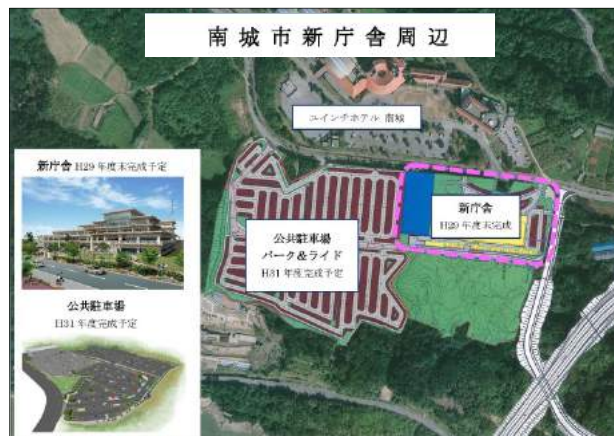 南城市新庁舎周辺
ユインチホテル 南城
新庁舎 H29年度末完成予定
公共駐車場
H31年度完成予定
公共駐車場
パーク&ライド
H31年度完成予定
新庁舎
H29年度末完成